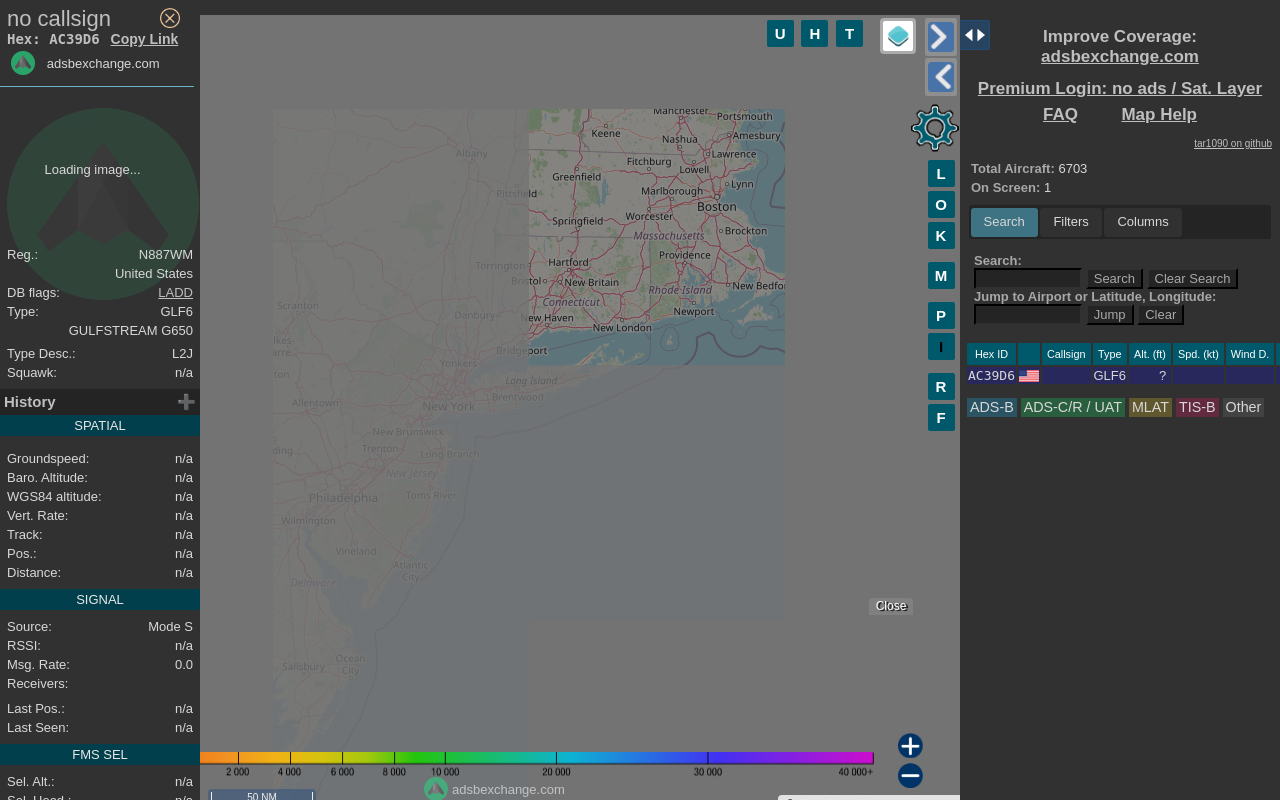 no callsign
Hex: AC39D6 Copy Link
adsbexchange.com
Loading image...
Reg.: N887WM
United States
DB flags: LADD
Type: GLF6
GULFSTREAM G650
Type Desc.: L2J
Squawk: n/a
History
SPATIAL
Groundspeed: n/a
Baro. Altitude: n/a
WGS84 altitude: n/a
Vert. Rate: n/a
Track: n/a
Pos.: n/a
Distance: n/a
SIGNAL
Source: Mode S
RSSI: n/a
Msg. Rate: 0.0
Receivers:
Last Pos.: n/a
Last Seen: n/a
FMS SEL
Sel. Alt.: n/a
Sel. Head.: n/a
U H T
L
O
K
M
P
I
R
F
Manchester
Portsmouth
Keene
Nashua
Amesbury
Albany
Fitchburg
Lawrence
Greenfield
Lowell
Pittsfield
Marlborough
Lynn
Springfield
Worcester
Boston
Massachusetts
Brockton
Torrington
Hartford
Providence
Bristol
New Britain
Rhode Island
New Bedfo
Scranton
Connecticut
Danbury
New Haven
Newport
New London
lkes-
arre
Bridgeport
Yonkers
ton
Long Island
Allentown
New York
Brentwood
New Brunswick
ding
Trenton
Long Branch
New Jersey
Philadelphia
Toms River
Wilmington
Vineland
Atlantic
City
Delaware
Salisbury
Ocean
City
Close
2 000 4 000 6 000 8 000 10 000 20 000 30 000 40 000+
adsbexchange.com
50 NM
Improve Coverage:
adsbexchange.com
Premium Login: no ads / Sat. Layer
FAQ Map Help
tar1090 on github
Total Aircraft: 6703
On Screen: 1
Search Filters Columns
Search:
Search Clear Search
Jump to Airport or Latitude, Longitude:
Jump Clear
Hex ID Callsign Type Alt. (ft) Spd. (kt) Wind D.
AC39D6 GLF6 ?
ADS-B ADS-C/R / UAT MLAT TIS-B Other